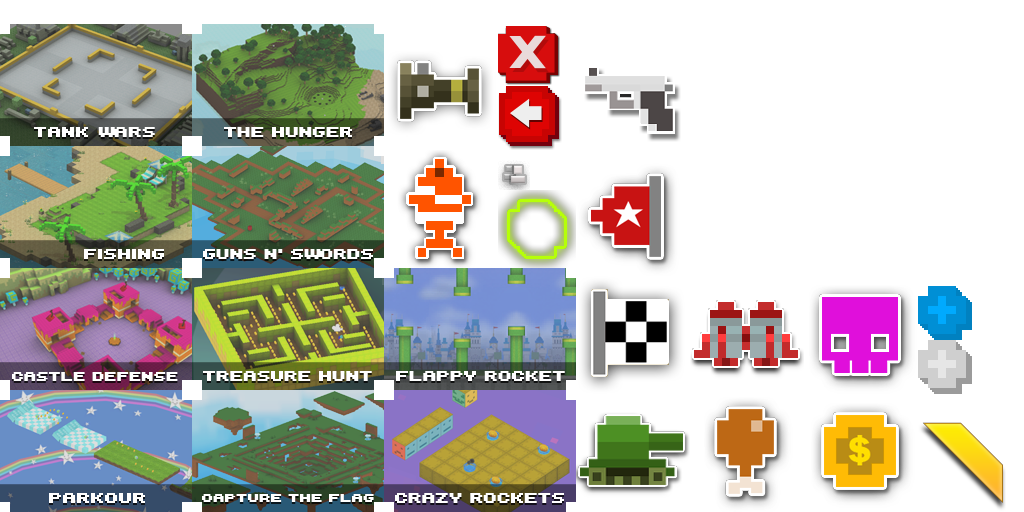 TANK WARS
THE HUNGER
X
FISHING
GUNS N' SWORDS
CASTLE DEFENSE
TREASURE HUNT
FLAPPY ROCKET
PARKOUR
CAPTURE THE FLAG
CRAZY ROCKETS
$